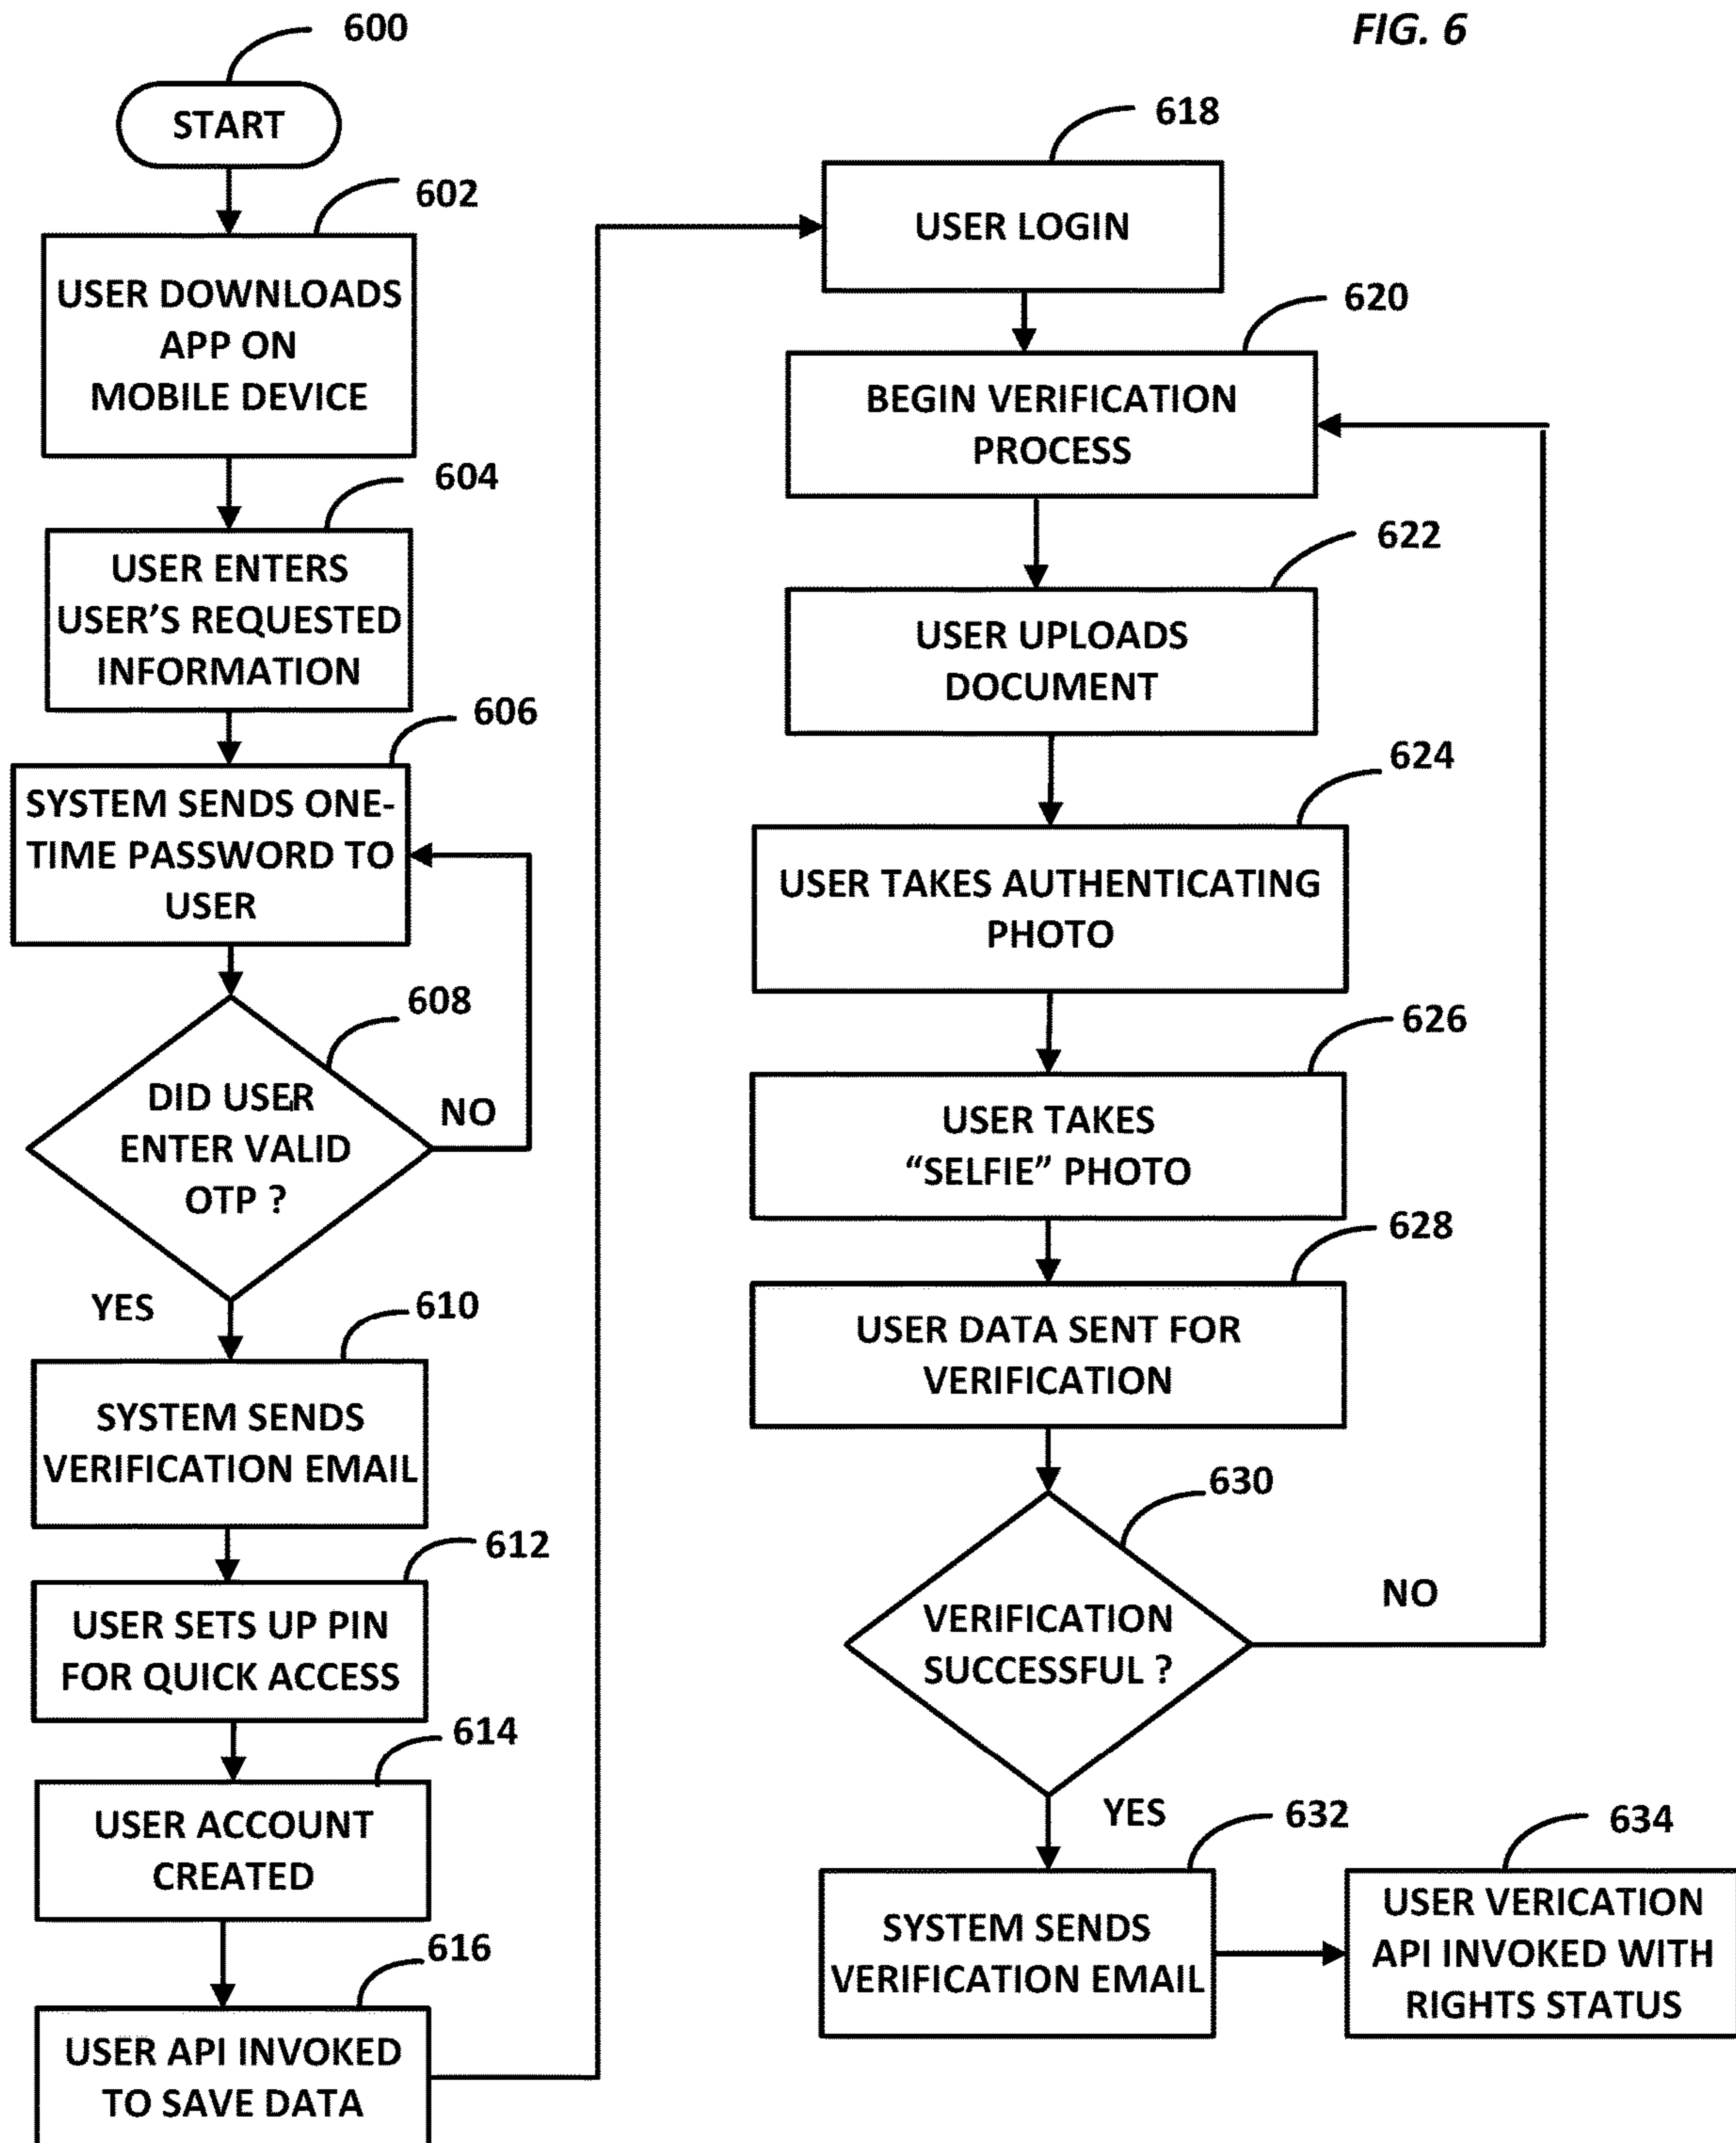 FIG. 6
600
START
602
USER DOWNLOADS
APP ON
MOBILE DEVICE
604
USER ENTERS
USER’S REQUESTED
INFORMATION
606
SYSTEM SENDS ONE-
TIME PASSWORD TO
USER
608
DID USER
ENTER VALID
OTP ?
NO
YES
610
SYSTEM SENDS
VERIFICATION EMAIL
612
USER SETS UP PIN
FOR QUICK ACCESS
614
USER ACCOUNT
CREATED
616
USER API INVOKED
TO SAVE DATA
618
USER LOGIN
620
BEGIN VERIFICATION
PROCESS
622
USER UPLOADS
DOCUMENT
624
USER TAKES AUTHENTICATING
PHOTO
626
USER TAKES
“SELFIE” PHOTO
628
USER DATA SENT FOR
VERIFICATION
630
VERIFICATION
SUCCESSFUL ?
NO
YES
632
SYSTEM SENDS
VERIFICATION EMAIL
634
USER VERICATION
API INVOKED WITH
RIGHTS STATUS